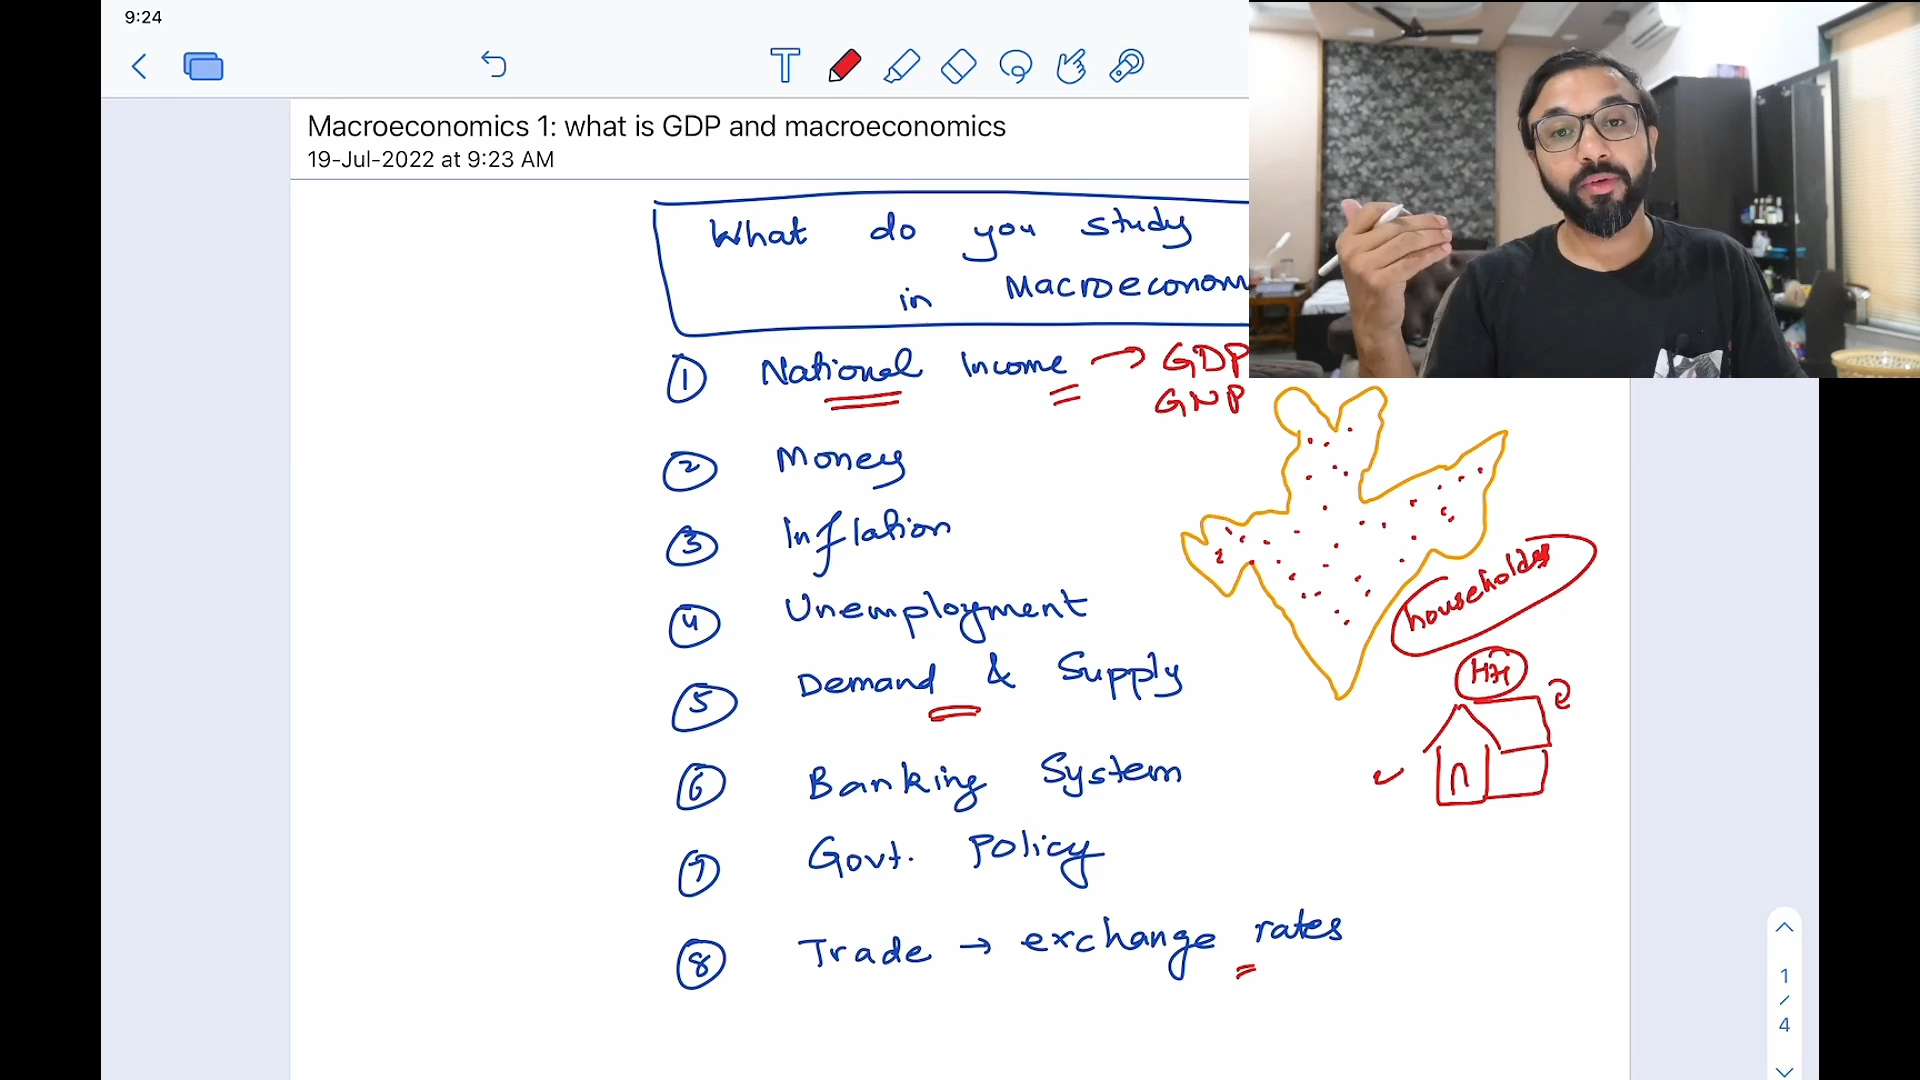 9:24
Macroeconomics 1: what is GDP and macroeconomics
19-Jul-2022 at 9:23 AM
What do you study
in Macroeconom
1 National Income → GDP
GNP
2 Money
3 Inflation
4 Unemployment
5 Demand & Supply
6 Banking System
7 Govt. Policy
8 Trade → exchange rates
households
HH
1
/
4